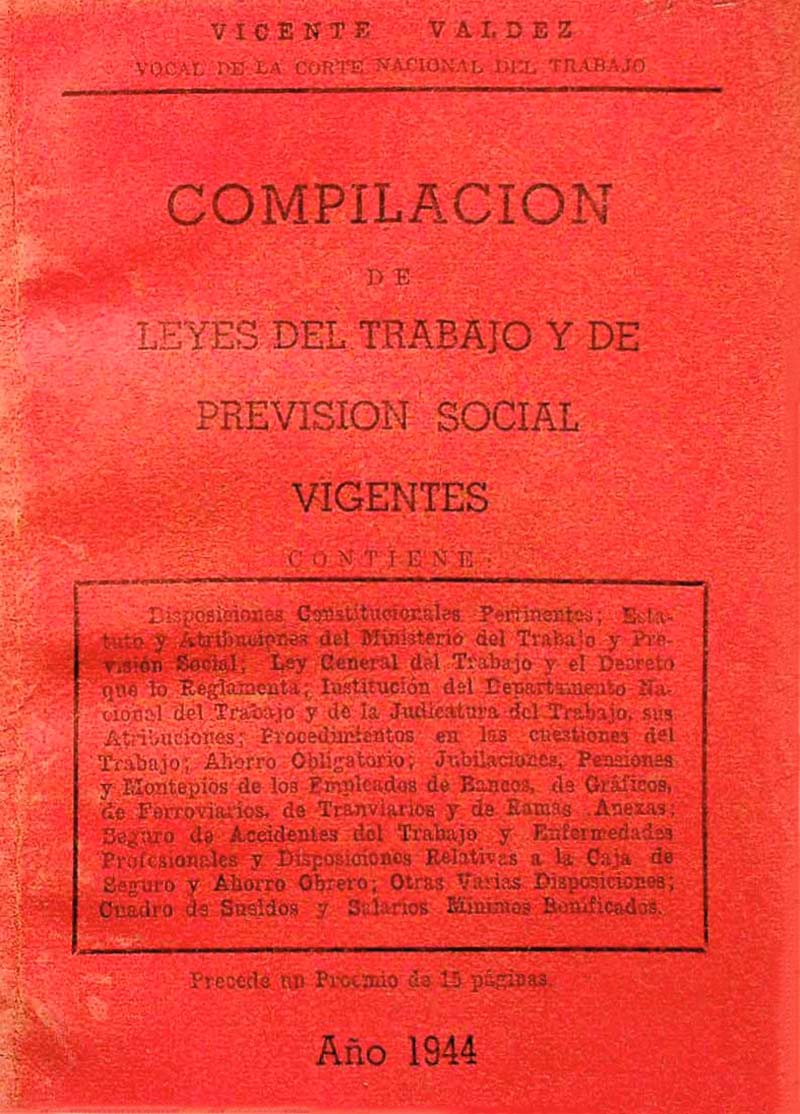 VICENTE VALDEZ
VOCAL DE LA CORTE NACIONAL DEL TRABAJO
COMPILACION
DE
LEYES DEL TRABAJO Y DE
PREVISION SOCIAL
VIGENTES
CONTIENE:
Disposiciones Constitucionales Pertinentes; Esta-
tuto y Atribuciones del Ministerio del Trabajo y Pre-
visión Social; Ley General del Trabajo y el Decreto
que lo Reglamenta; Institución del Departamento Na-
cional del Trabajo y de la Judicatura del Trabajo, sus
Atribuciones; Procedimientos en las cuestiones del
Trabajo; Ahorro Obligatorio; Jubilaciones, Pensiones
y Montepios de los Empleados de Bancos, de Gráficos,
de Ferroviarios, de Tranviarios y de Ramas Anexas;
Seguro de Accidentes del Trabajo y Enfermedades
Profesionales y Disposiciones Relativas a la Caja de
Seguro y Ahorro Obrero; Otras Varias Disposiciones;
Cuadro de Sueldos y Salarios Mínimos Bonificados.
Precede un Proemio de 15 páginas.
Año 1944